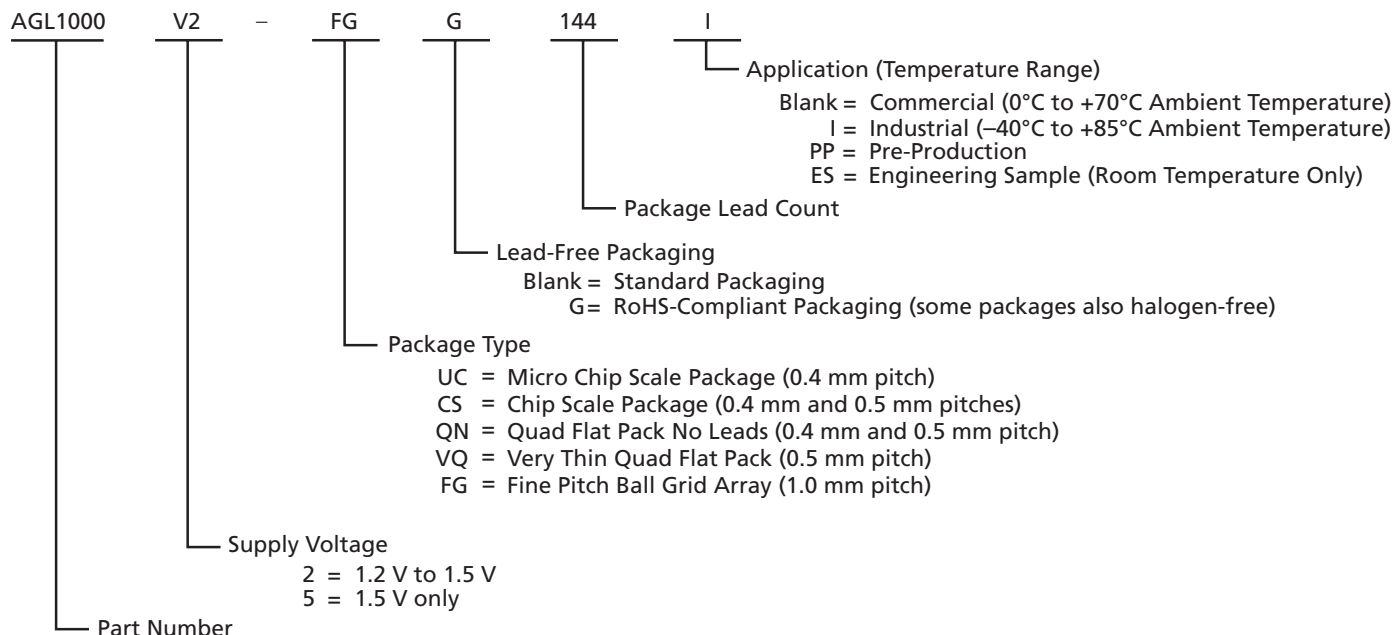 AGL1000 V2 – FG G 144 I
Application (Temperature Range)
Blank = Commercial (0°C to +70°C Ambient Temperature)
I = Industrial (–40°C to +85°C Ambient Temperature)
PP = Pre-Production
ES = Engineering Sample (Room Temperature Only)
Package Lead Count
Lead-Free Packaging
Blank = Standard Packaging
G= RoHS-Compliant Packaging (some packages also halogen-free)
Package Type
UC = Micro Chip Scale Package (0.4 mm pitch)
CS = Chip Scale Package (0.4 mm and 0.5 mm pitches)
QN = Quad Flat Pack No Leads (0.4 mm and 0.5 mm pitch)
VQ = Very Thin Quad Flat Pack (0.5 mm pitch)
FG = Fine Pitch Ball Grid Array (1.0 mm pitch)
Supply Voltage
2 = 1.2 V to 1.5 V
5 = 1.5 V only
Part Number